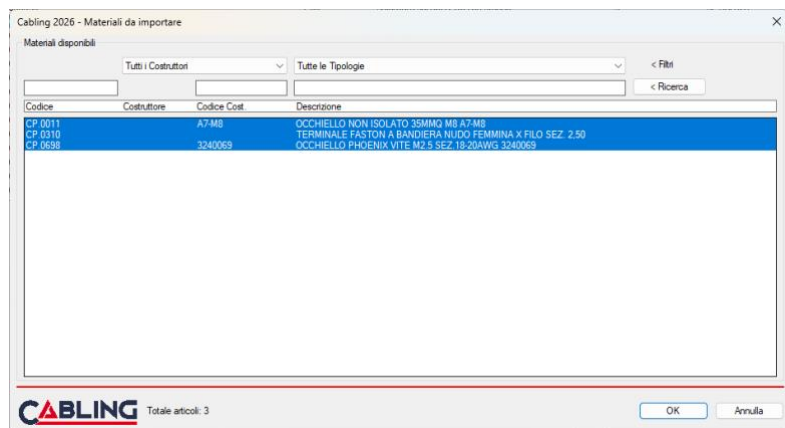 Cabling 2026 - Materiali da importare
Materiali disponibili
Tutti i Costruttori Tutte le Tipologie < Filtri
< Ricerca
Codice Costruttore Codice Cost. Descrizione
CP 0011 A7-M8 OCCHIELLO NON ISOLATO 35MMQ M8 A7-M8
CP 0310 TERMINALE FASTON A BANDIERA NUDO FEMMINA X FILO SEZ. 2,50
CP 0698 3240069 OCCHIELLO PHOENIX VITE M2.5 SEZ.18-20AWG 3240069
CABLING Totale articoli: 3 OK Annulla